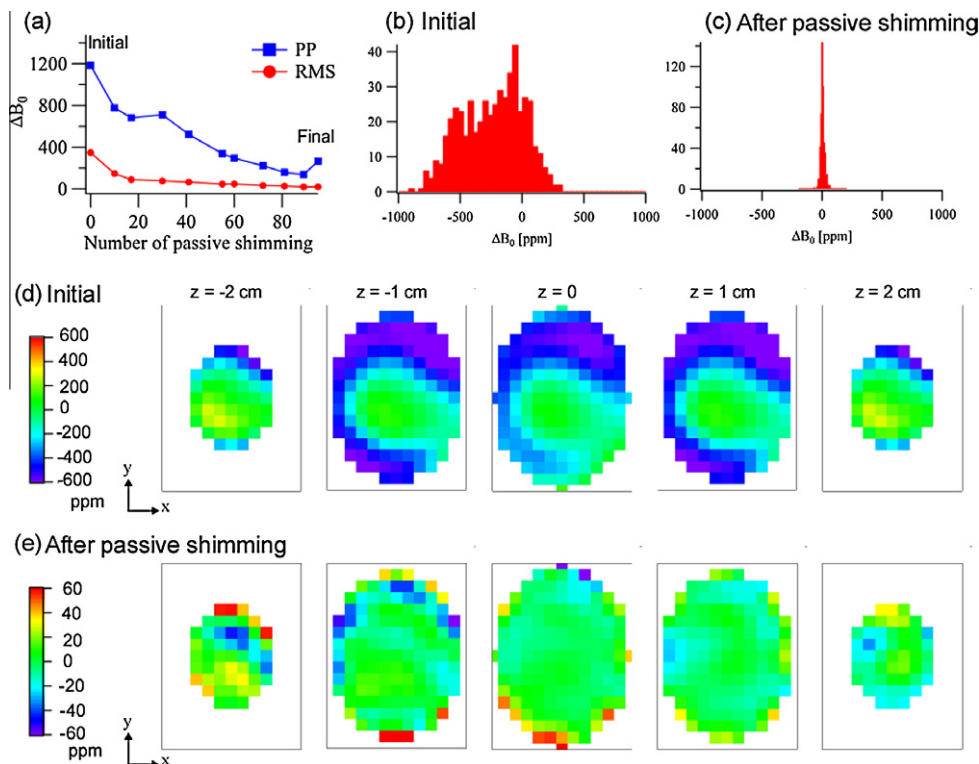 (a)
Initial
PP
RMS
1200
800
400
0
ΔB₀
Final
0 20 40 60 80
Number of passive shimming
(b) Initial
40
30
20
10
0
-1000 -500 0 500 1000
ΔB₀ [ppm]
(c) After passive shimming
120
80
40
0
-1000 -500 0 500 1000
ΔB₀ [ppm]
(d) Initial
z = -2 cm z = -1 cm z = 0 z = 1 cm z = 2 cm
600
400
200
0
-200
-400
-600
ppm
y
x
(e) After passive shimming
60
40
20
0
-20
-40
-60
ppm
y
x